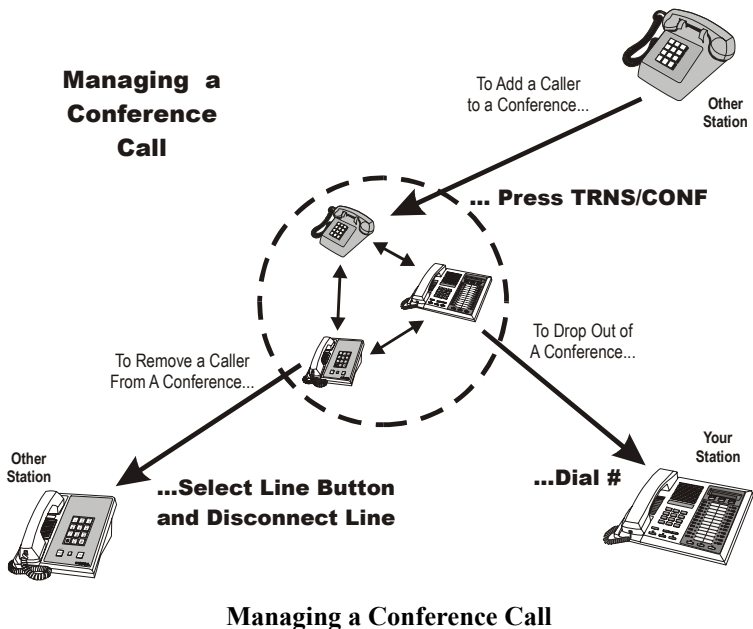 Managing a
Conference
Call
To Add a Caller
to a Conference...
Other
Station
... Press TRNS/CONF
To Remove a Caller
From A Conference...
To Drop Out of
A Conference...
Other
Station
...Select Line Button
and Disconnect Line
...Dial #
Your
Station
Managing a Conference Call